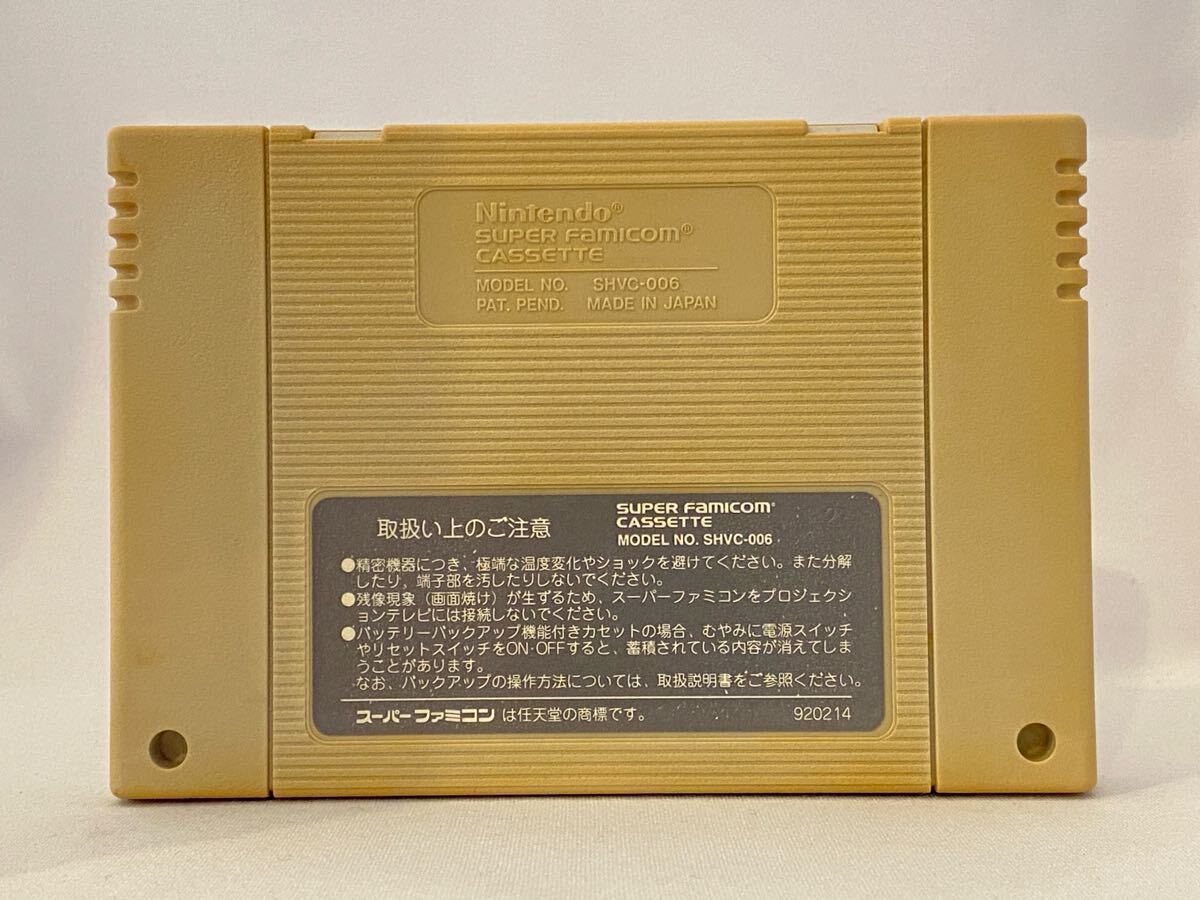 Nintendo®
SUPER FAMICOM®
CASSETTE
MODEL NO. SHVC-006
PAT. PEND. MADE IN JAPAN
取扱い上のご注意
SUPER FAMICOM®
CASSETTE
MODEL NO. SHVC-006
●精密機器につき、極端な温度変化やショックを避けてください。また分解
したり、端子部を汚したりしないでください。
●残像現象(画面焼け)が生ずるため、スーパーファミコンをプロジェクシ
ョンテレビには接続しないでください。
●バッテリーバックアップ機能付きカセットの場合、むやみに電源スイッチ
やリセットスイッチをON·OFFすると、蓄積されている内容が消えてしま
うことがあります。
なお、バックアップの操作方法については、取扱説明書をご参照ください。
スーパーファミコン は任天堂の商標です。 920214